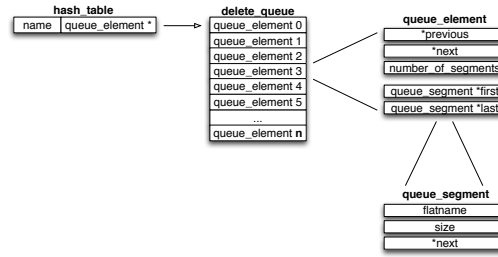 hash_table
name queue_element *
delete_queue
queue_element 0
queue_element 1
queue_element 2
queue_element 3
queue_element 4
queue_element 5
...
queue_element n
queue_element
*previous
*next
number_of_segments
queue_segment *first
queue_segment *last
queue_segment
flatname
size
*next